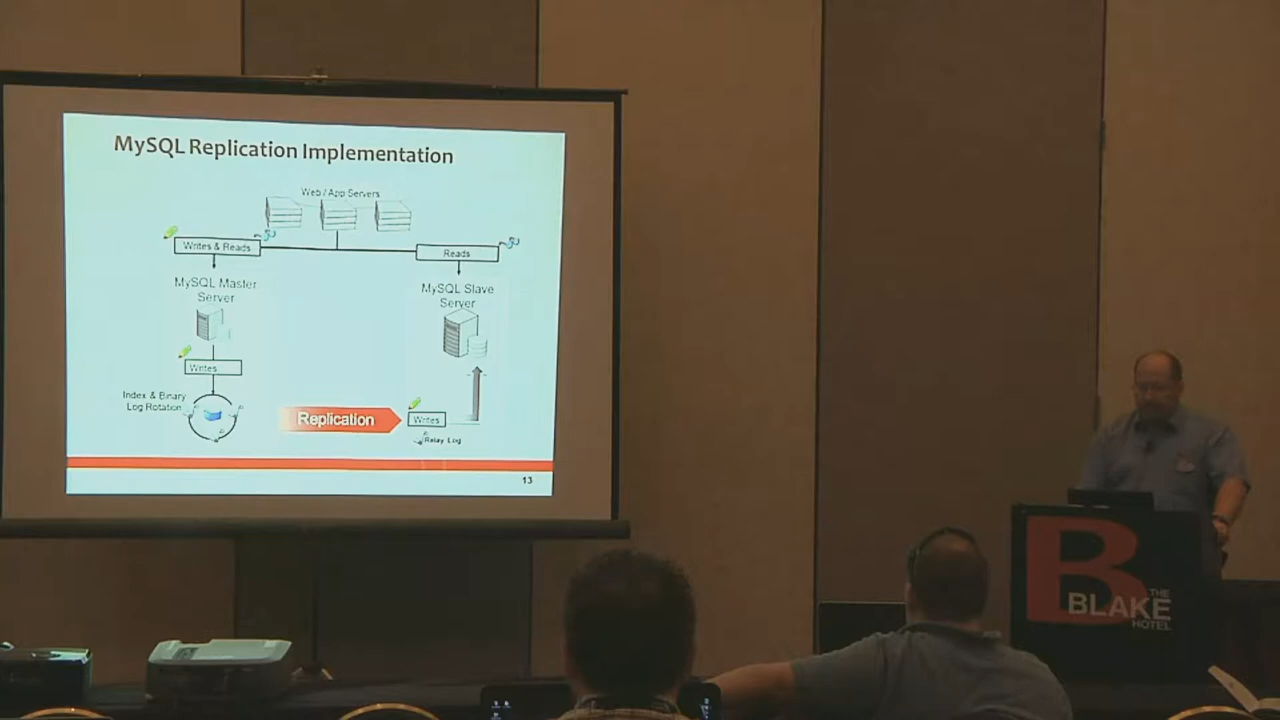 MySQL Replication Implementation
Web / App Servers
Writes & Reads
Reads
MySQL Master
Server
MySQL Slave
Server
Writes
Index & Binary
Log Rotation
Replication
Writes
Relay Log
13
B
THE
BLAKE
HOTEL